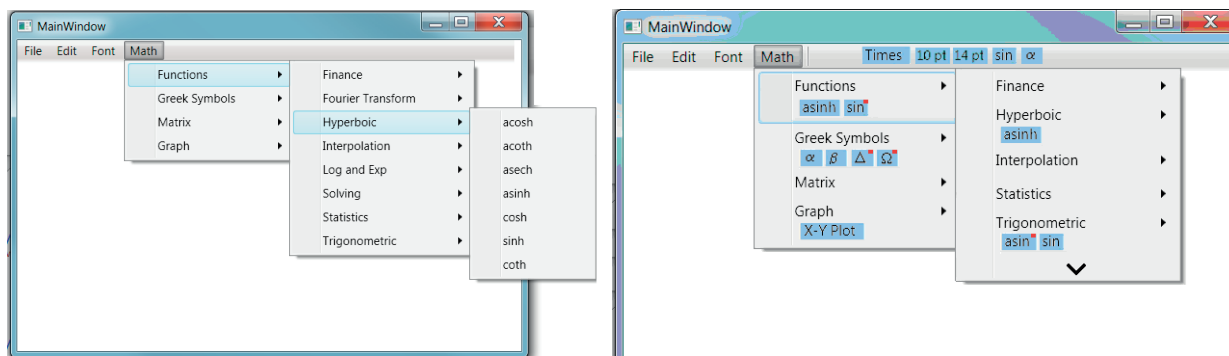 MainWindow
File Edit Font Math
Functions
Greek Symbols
Matrix
Graph
Finance
Fourier Transform
Hyperboic
Interpolation
Log and Exp
Solving
Statistics
Trigonometric
acosh
acoth
asech
asinh
cosh
sinh
coth
MainWindow
File Edit Font Math Times 10 pt 14 pt sin α
Functions
asinh sin
Greek Symbols
α β Δ Ω
Matrix
Graph
X-Y Plot
Finance
Hyperboic
asinh
Interpolation
Statistics
Trigonometric
asin sin